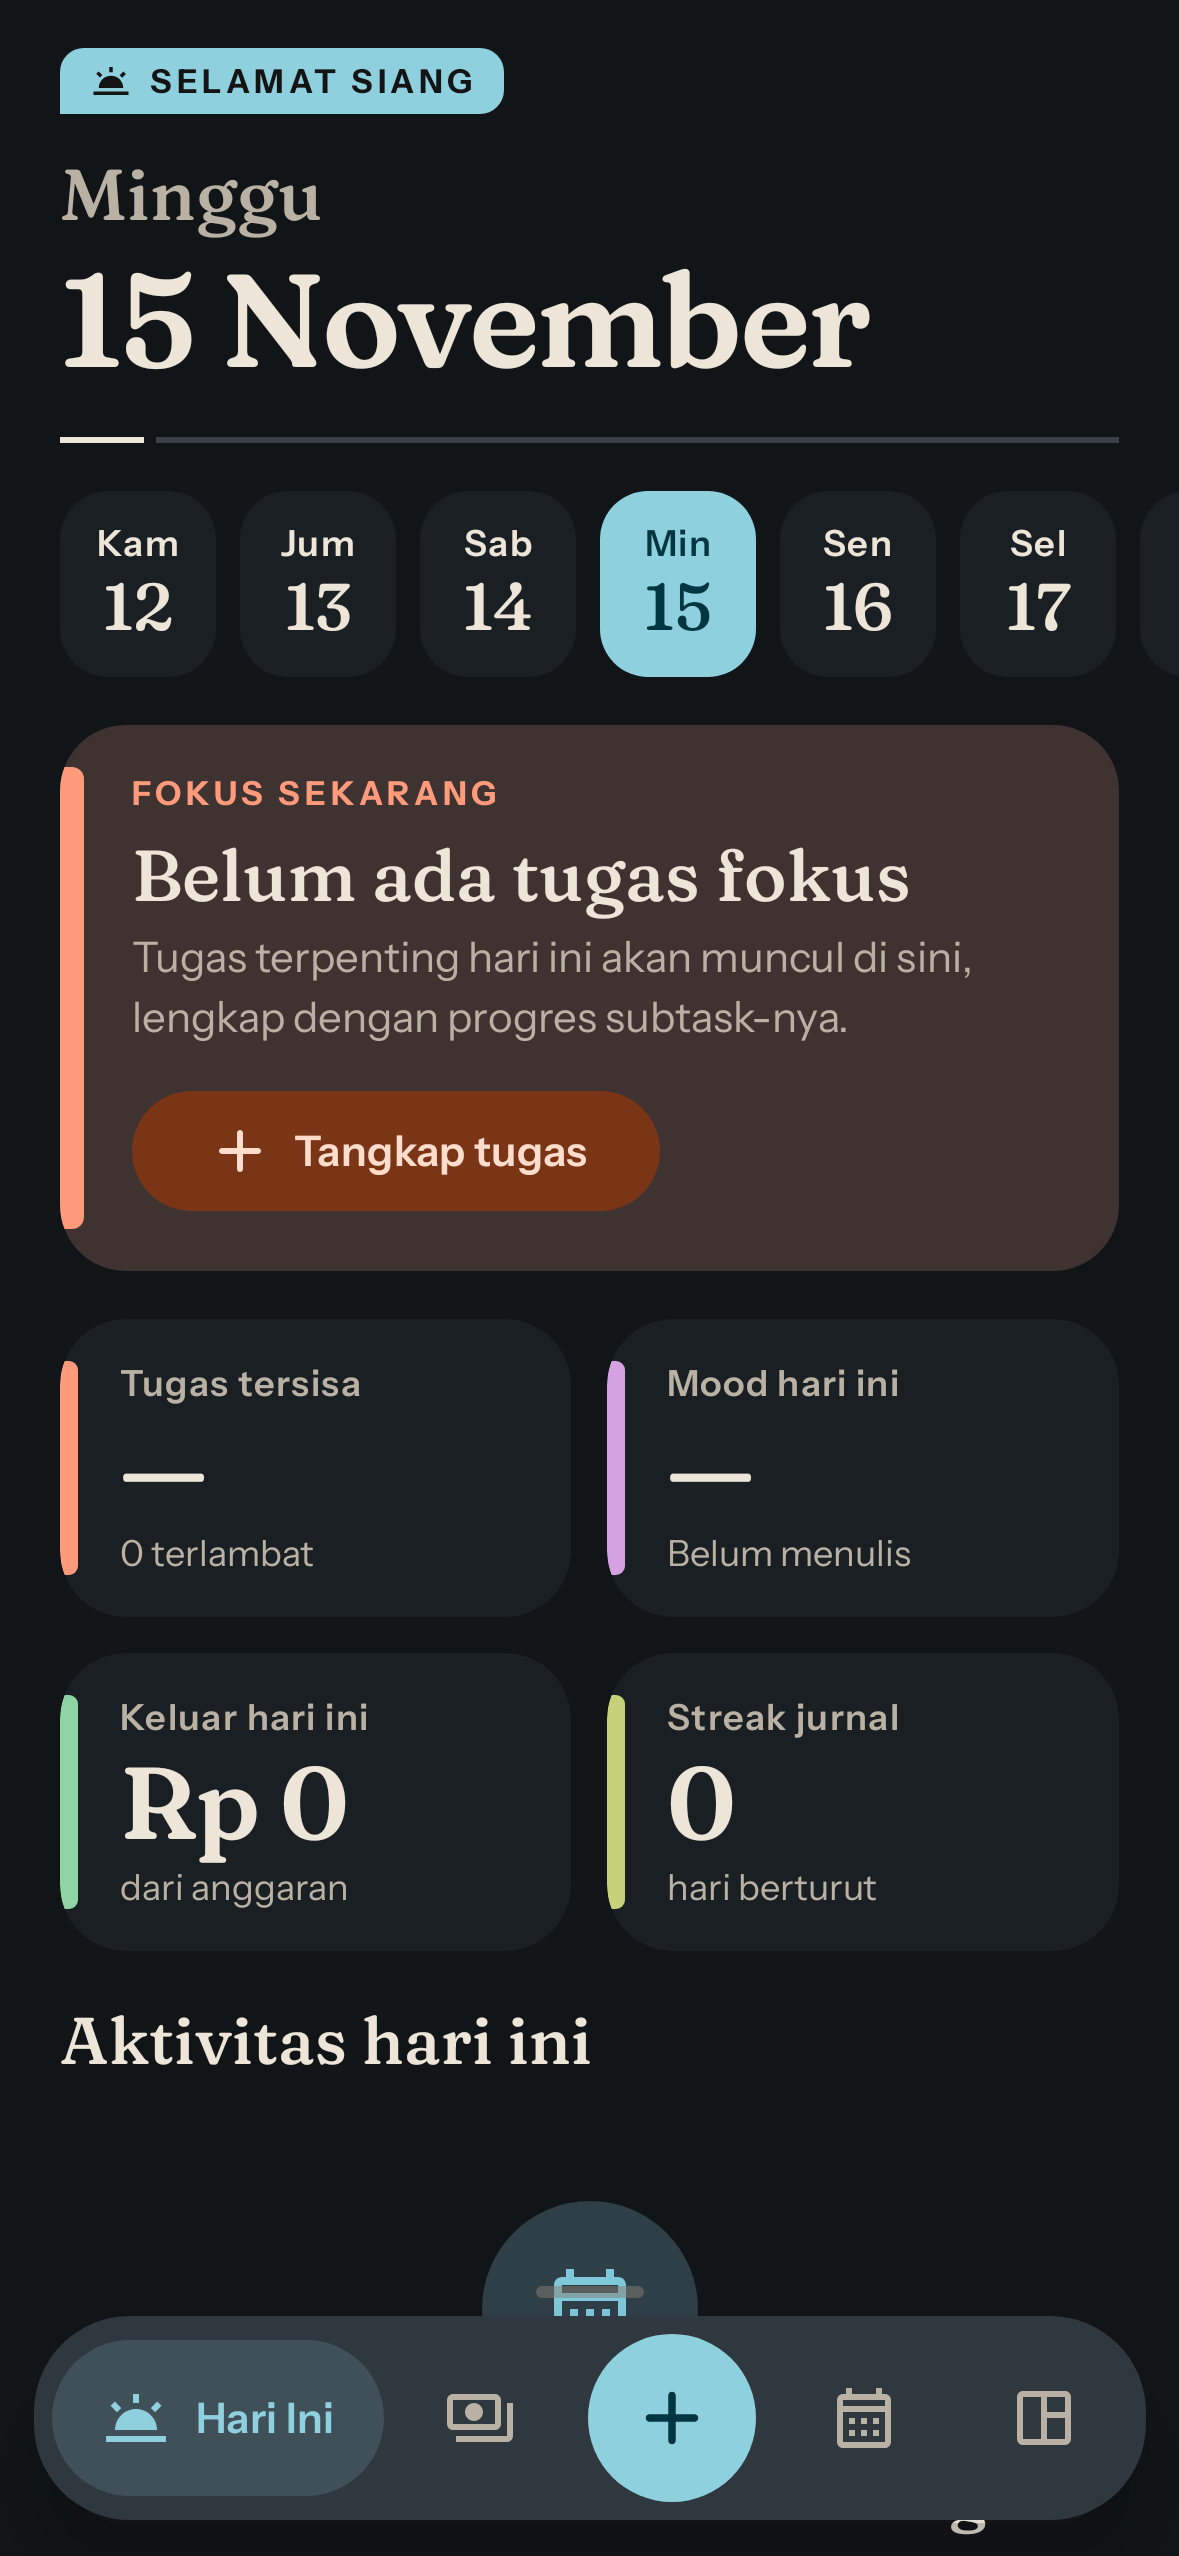 SELAMAT SIANG
Minggu
15 November
Kam Jum Sab Min Sen Sel
12 13 14 15 16 17
FOKUS SEKARANG
Belum ada tugas fokus
Tugas terpenting hari ini akan muncul di sini,
lengkap dengan progres subtask-nya.
Tangkap tugas
Tugas tersisa
—
0 terlambat
Mood hari ini
—
Belum menulis
Keluar hari ini
Rp 0
dari anggaran
Streak jurnal
0
hari berturut
Aktivitas hari ini
Hari Ini